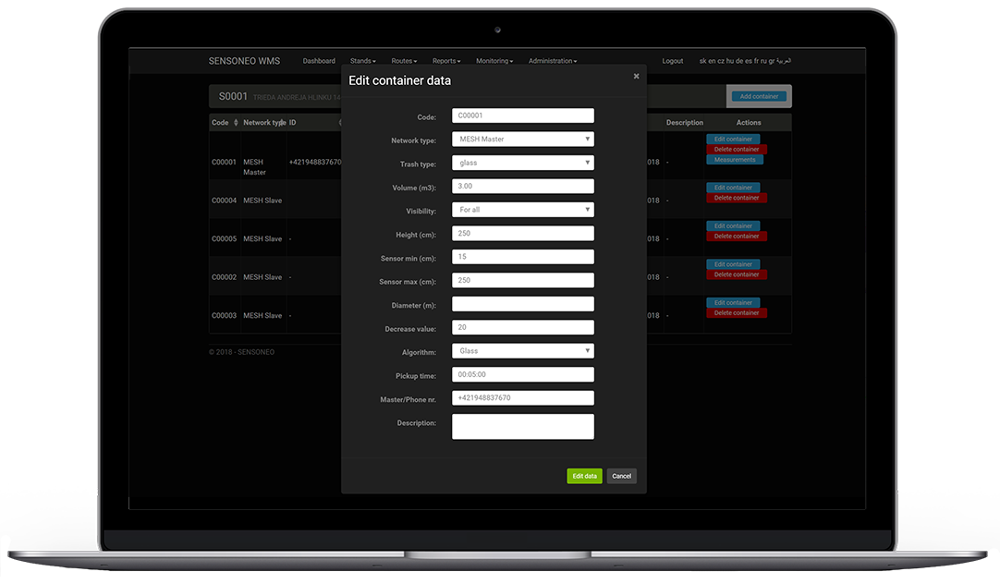 SENSONEO WMS Dashboard Stands Routes Reports Monitoring Administration Logout sk en cz hu de es fr ru gr العربية
Edit container data ×
S0001 TRIEDA ANDREJA HLINKU 14 Add container
Code Network type ID Description Actions
C00001 MESH Master +421948837670 018 - Edit container
Delete container
Measurements
C00004 MESH Slave 018 - Edit container
Delete container
C00005 MESH Slave - 018 - Edit container
Delete container
C00002 MESH Slave - 018 - Edit container
Delete container
C00003 MESH Slave - 018 - Edit container
Delete container
© 2018 - SENSONEO
Code: C00001
Network type: MESH Master
Trash type: glass
Volume (m3): 3.00
Visibility: For all
Height (cm): 250
Sensor min (cm): 15
Sensor max (cm): 250
Diameter (m):
Decrease value: 20
Algorithm: Glass
Pickup time: 00:05:00
Master/Phone nr. +421948837670
Description:
Edit data Cancel